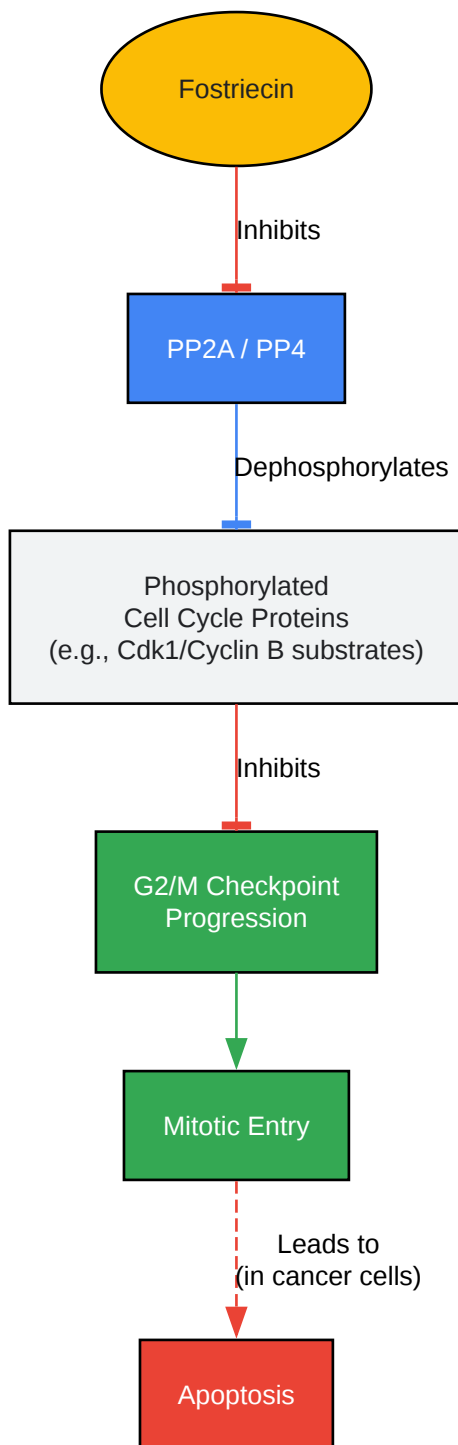 Fostriecin
Inhibits
PP2A / PP4
Dephosphorylates
Phosphorylated
Cell Cycle Proteins
(e.g., Cdk1/Cyclin B substrates)
Inhibits
G2/M Checkpoint
Progression
Mitotic Entry
Leads to
(in cancer cells)
Apoptosis